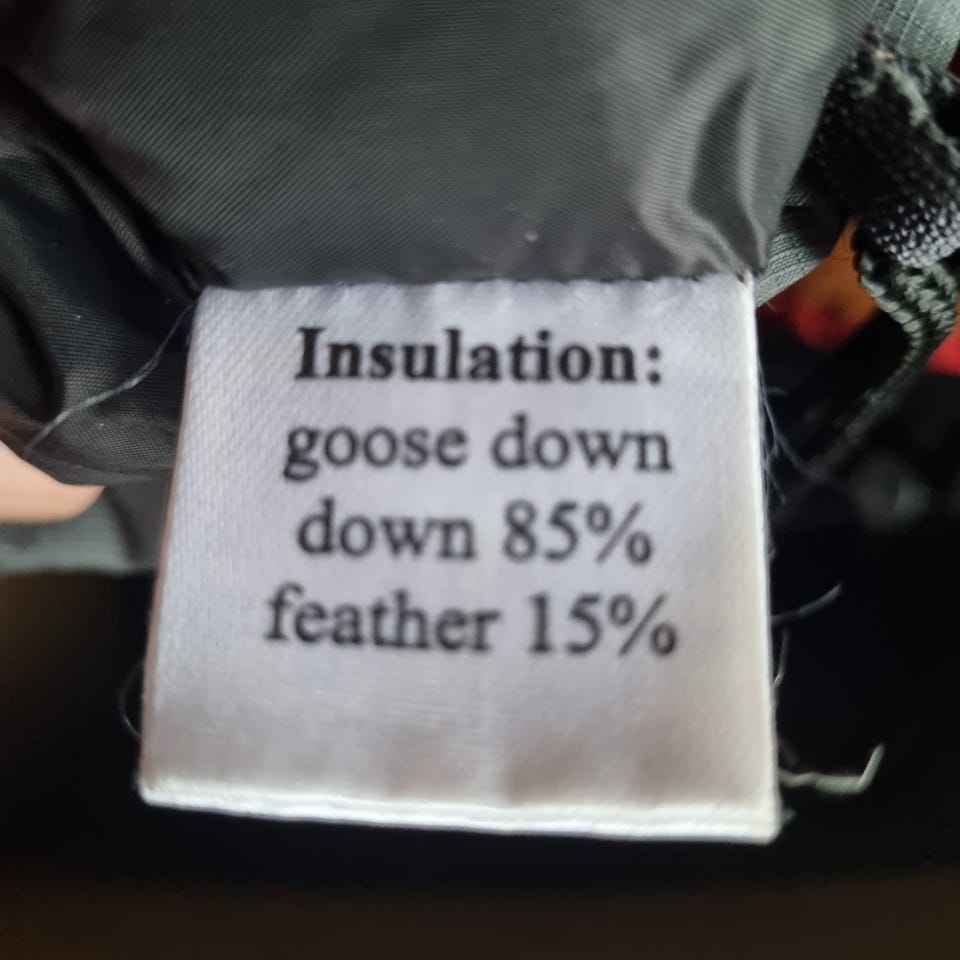 Insulation:
goose down
down 85%
feather 15%